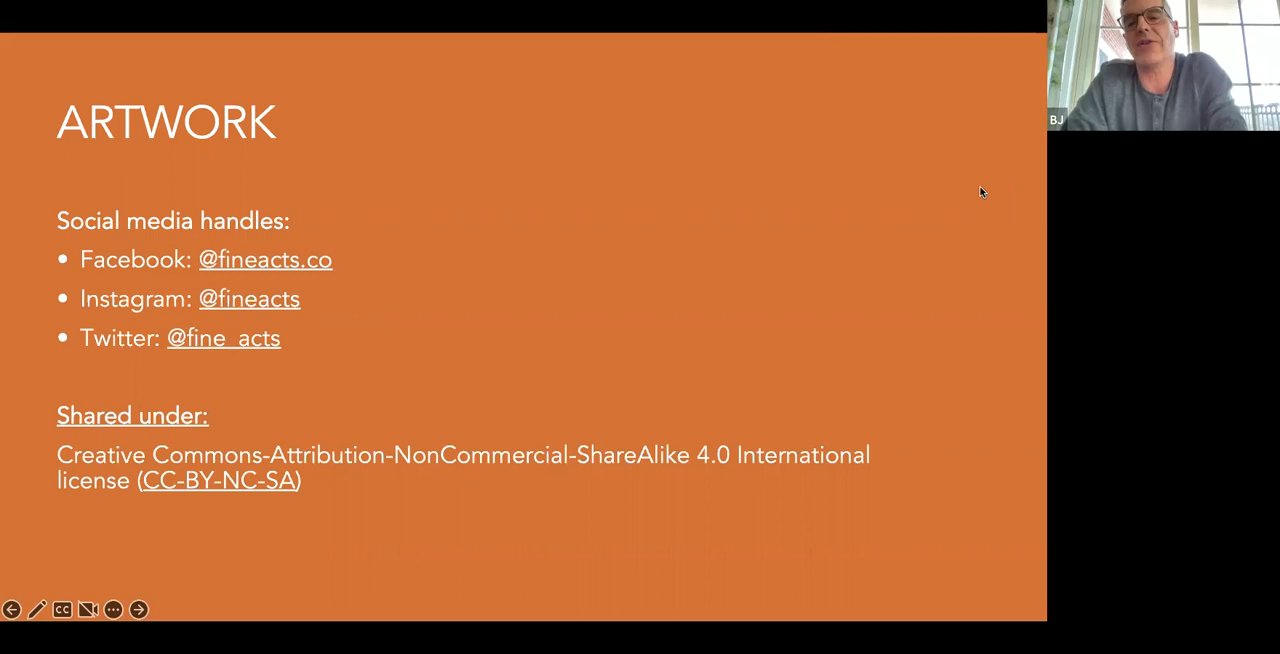 ARTWORK
Social media handles:
• Facebook: @fineacts.co
• Instagram: @fineacts
• Twitter: @fine_acts
Shared under:
Creative Commons-Attribution-NonCommercial-ShareAlike 4.0 International
license (CC-BY-NC-SA)
CC
BJ